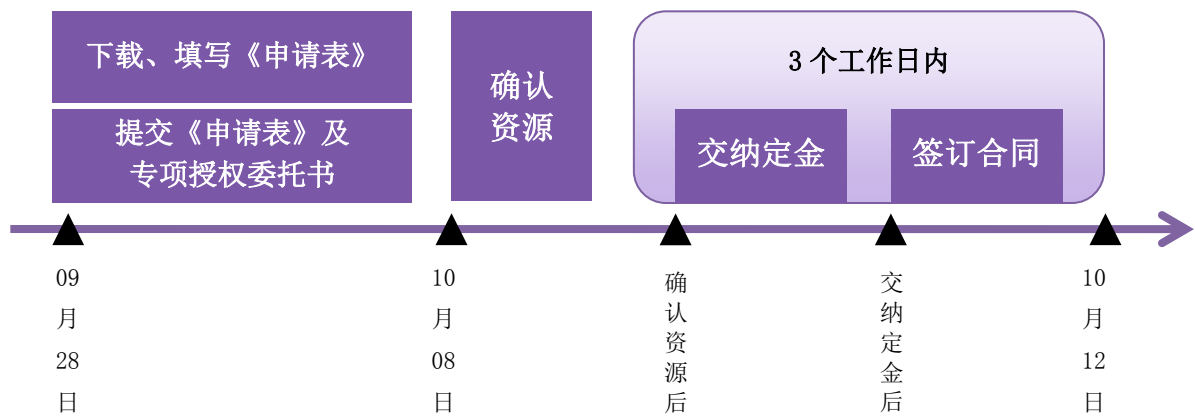 下载、填写《申请表》
提交《申请表》及
专项授权委托书
确认
资源
3 个工作日内
交纳定金
签订合同
09
月
28
日
10
月
08
日
确认资源后
交纳定金后
10
月
12
日